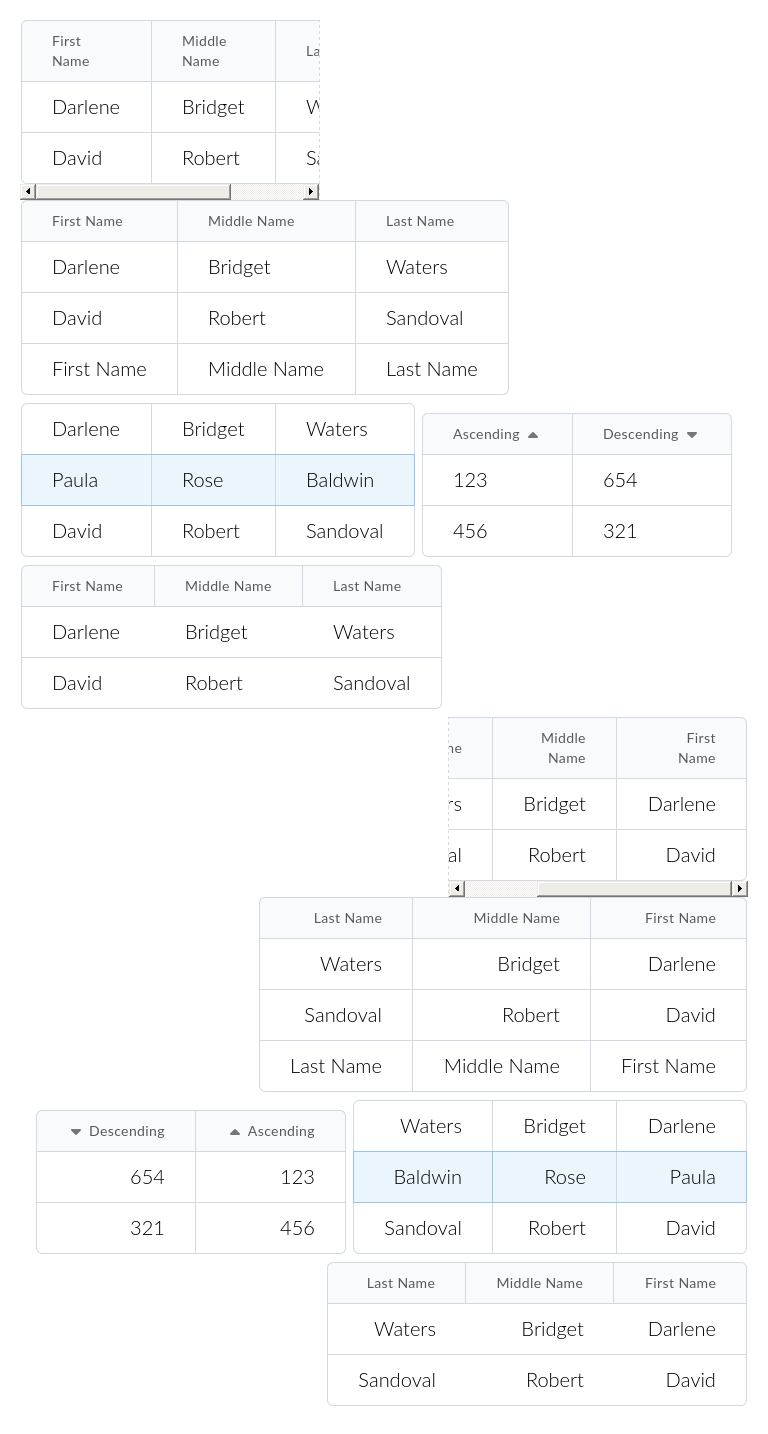 First Middle
Name Name La
Darlene Bridget W
David Robert Sa
First Name Middle Name Last Name
Darlene Bridget Waters
David Robert Sandoval
First Name Middle Name Last Name
Darlene Bridget Waters
Paula Rose Baldwin
David Robert Sandoval
Ascending Descending
123 654
456 321
First Name Middle Name Last Name
Darlene Bridget Waters
David Robert Sandoval
ne Middle First
Name Name
rs Bridget Darlene
al Robert David
Last Name Middle Name First Name
Waters Bridget Darlene
Sandoval Robert David
Last Name Middle Name First Name
Descending Ascending
654 123
321 456
Waters Bridget Darlene
Baldwin Rose Paula
Sandoval Robert David
Last Name Middle Name First Name
Waters Bridget Darlene
Sandoval Robert David